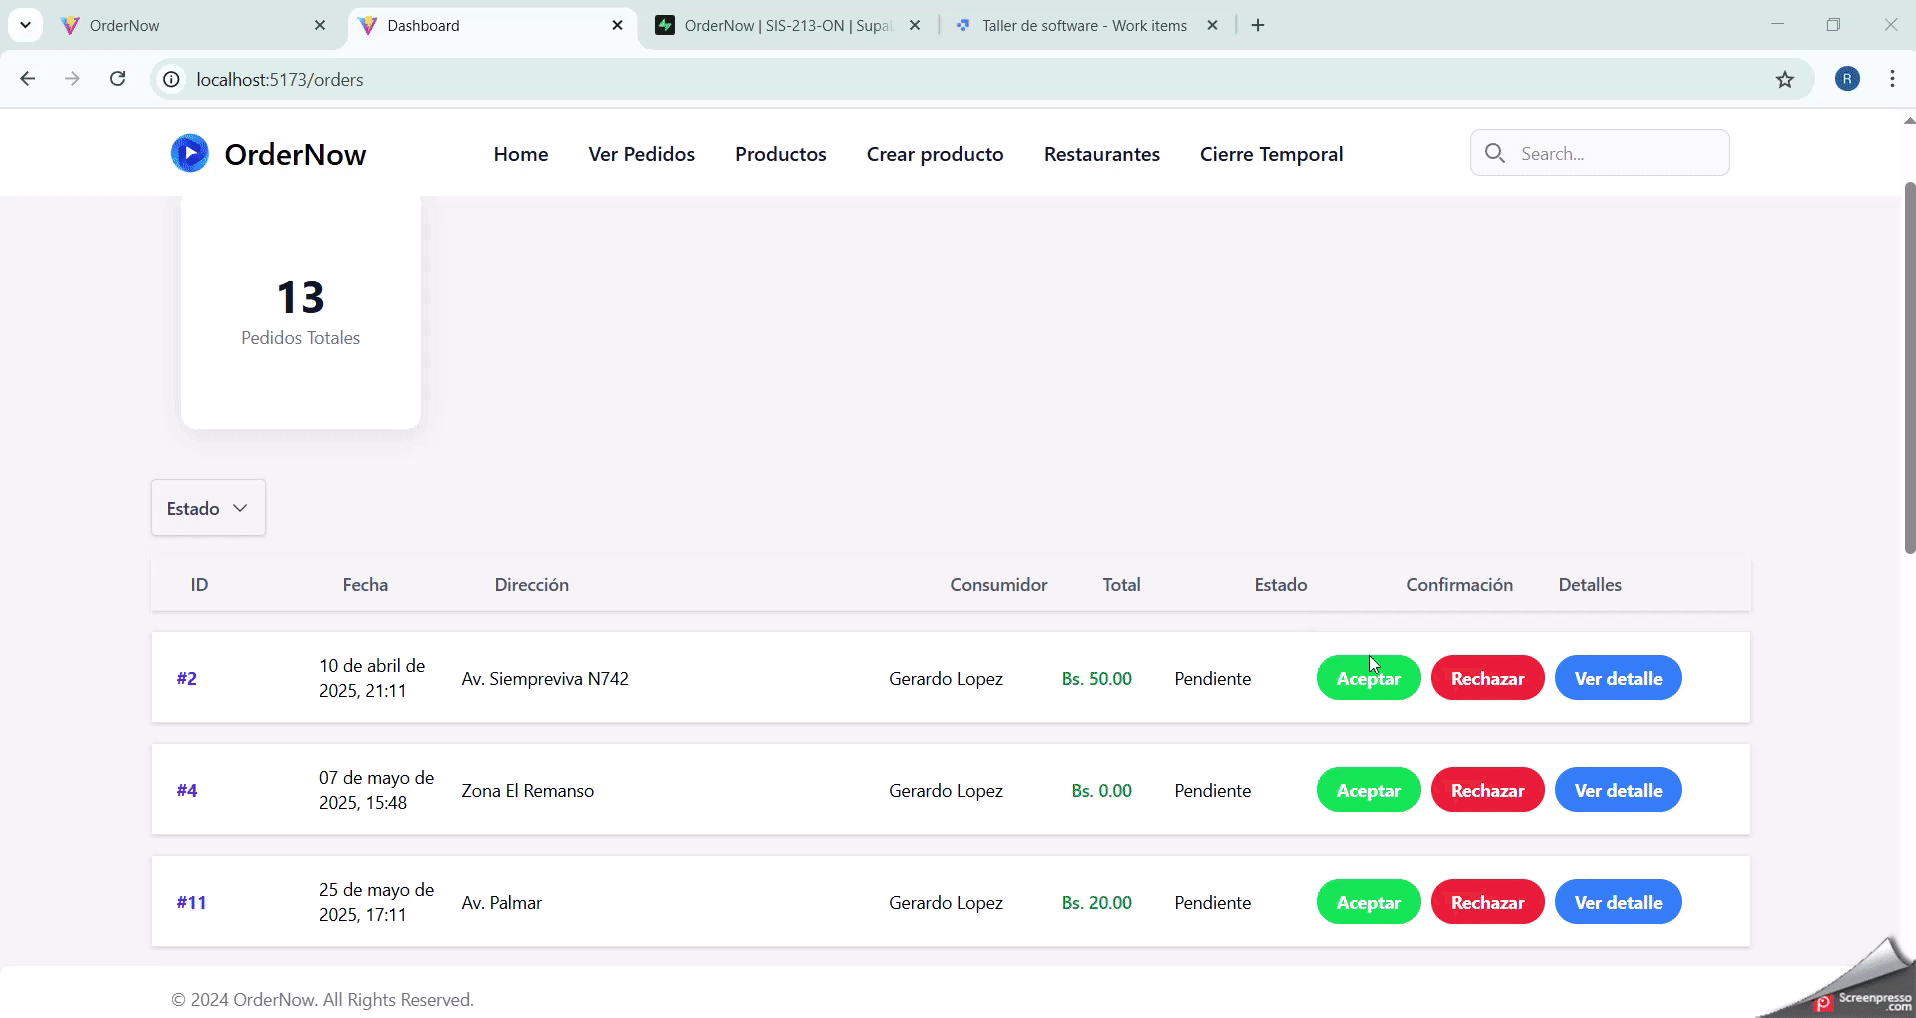 OrderNow
Dashboard
OrderNow | SIS-213-ON | Supal
Taller de software - Work items
localhost:5173/orders
R
OrderNow
Home
Ver Pedidos
Productos
Crear producto
Restaurantes
Cierre Temporal
Search...
13
Pedidos Totales
Estado
ID Fecha Dirección Consumidor Total Estado Confirmación Detalles
#2 10 de abril de 2025, 21:11 Av. Siempreviva N742 Gerardo Lopez Bs. 50.00 Pendiente Aceptar Rechazar Ver detalle
#4 07 de mayo de 2025, 15:48 Zona El Remanso Gerardo Lopez Bs. 0.00 Pendiente Aceptar Rechazar Ver detalle
#11 25 de mayo de 2025, 17:11 Av. Palmar Gerardo Lopez Bs. 20.00 Pendiente Aceptar Rechazar Ver detalle
© 2024 OrderNow. All Rights Reserved.
Screenpresso
.com